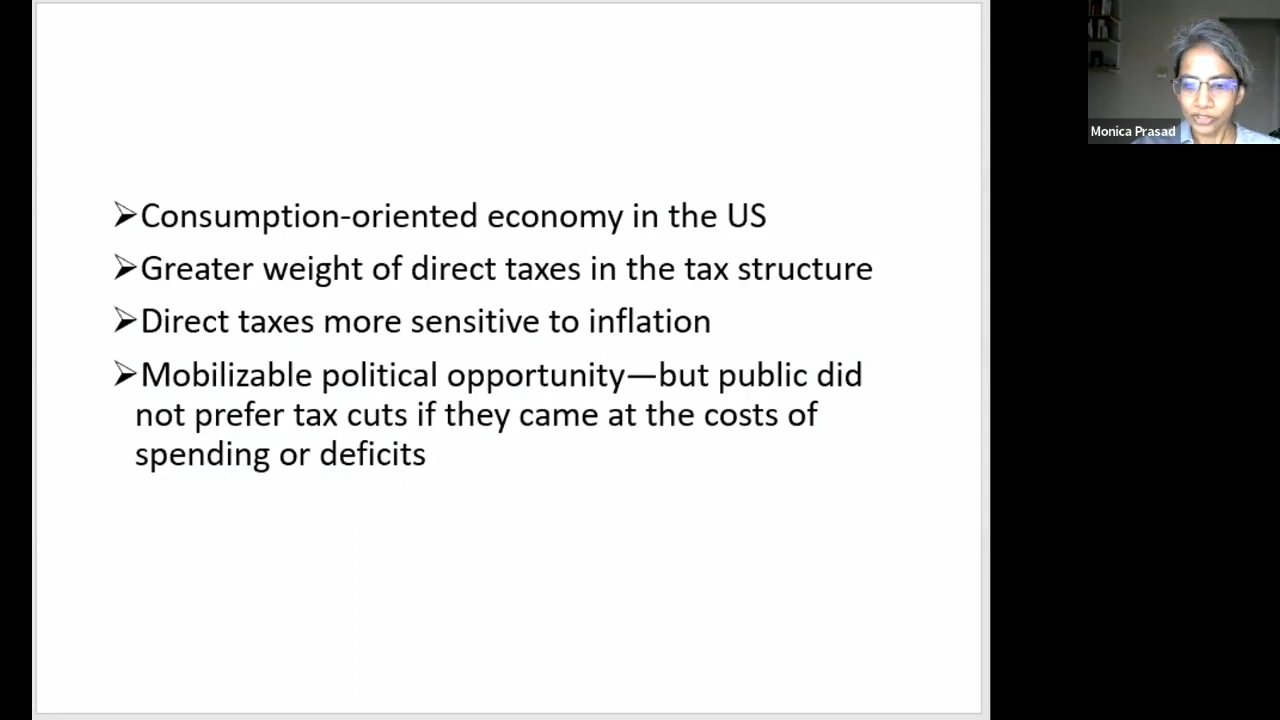 ➢Consumption-oriented economy in the US
➢Greater weight of direct taxes in the tax structure
➢Direct taxes more sensitive to inflation
➢Mobilizable political opportunity—but public did
not prefer tax cuts if they came at the costs of
spending or deficits
Monica Prasad